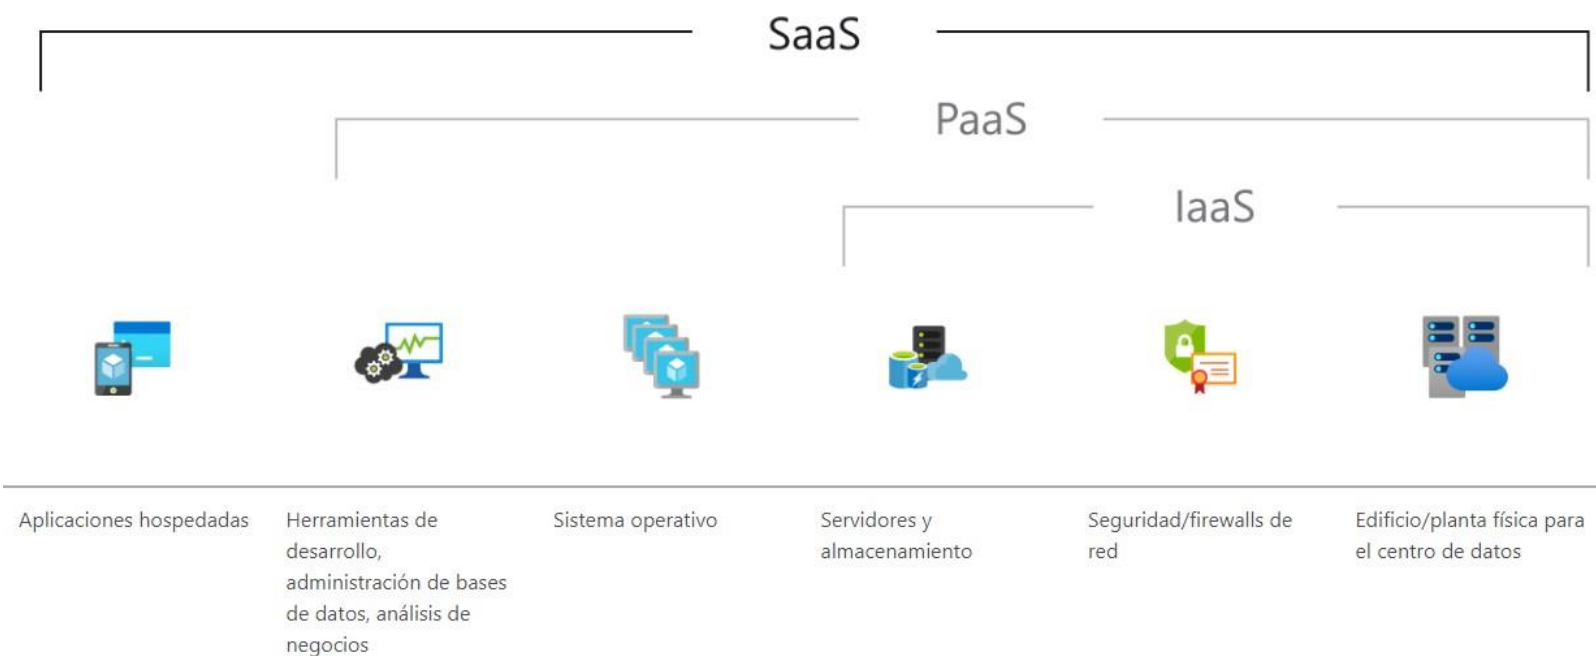 SaaS
PaaS
IaaS
Aplicaciones hospedadas
Herramientas de
desarrollo,
administración de bases
de datos, análisis de
negocios
Sistema operativo
Servidores y
almacenamiento
Seguridad/firewalls de
red
Edificio/planta física para
el centro de datos